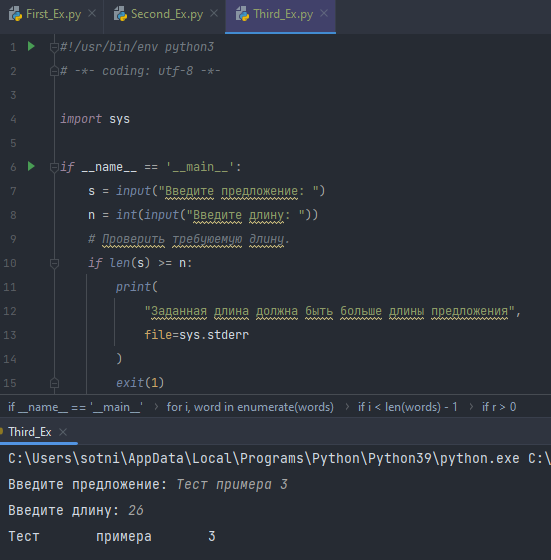 First_Ex.py × Second_Ex.py × Third_Ex.py ×
1 #!/usr/bin/env python3
2 # -*- coding: utf-8 -*-
3
4 import sys
5
6 if __name__ == '__main__':
7 s = input("Введите предложение: ")
8 n = int(input("Введите длину: "))
9 # Проверить требуюемую длину.
10 if len(s) >= n:
11 print(
12 "Заданная длина должна быть больше длины предложения",
13 file=sys.stderr
14 )
15 exit(1)
if __name__ == '__main__' › for i, word in enumerate(words) › if i < len(words) - 1 › if r > 0
Third_Ex ×
C:\Users\sotni\AppData\Local\Programs\Python\Python39\python.exe C:\
Введите предложение: Тест примера 3
Введите длину: 26
Тест      примера      3